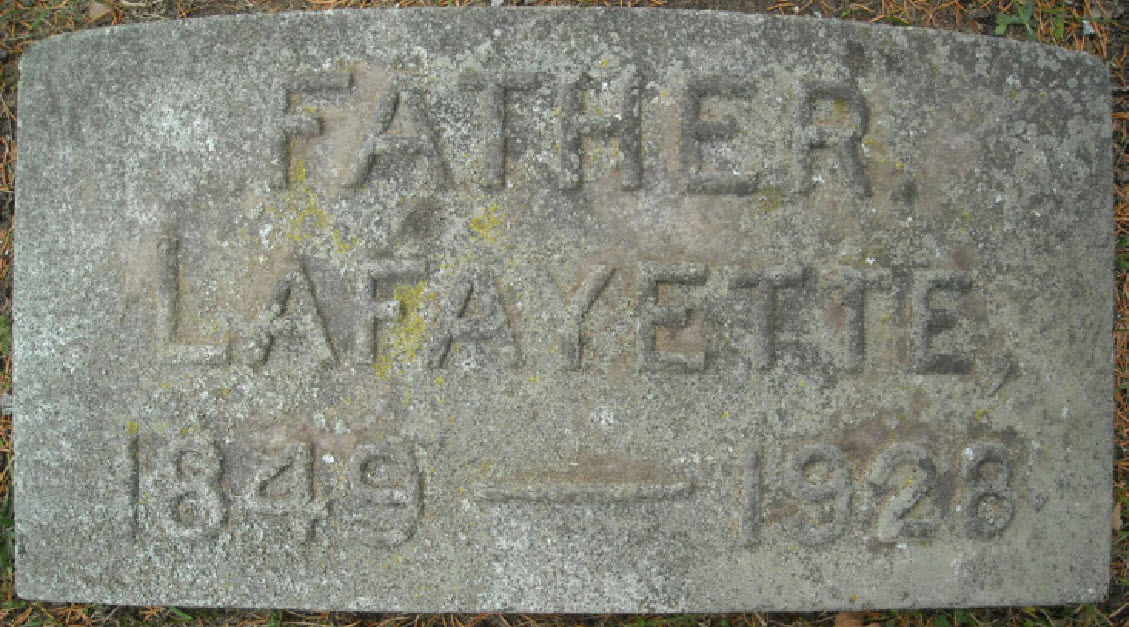 FATHER.
LAFAYETTE,
1849 — 1928